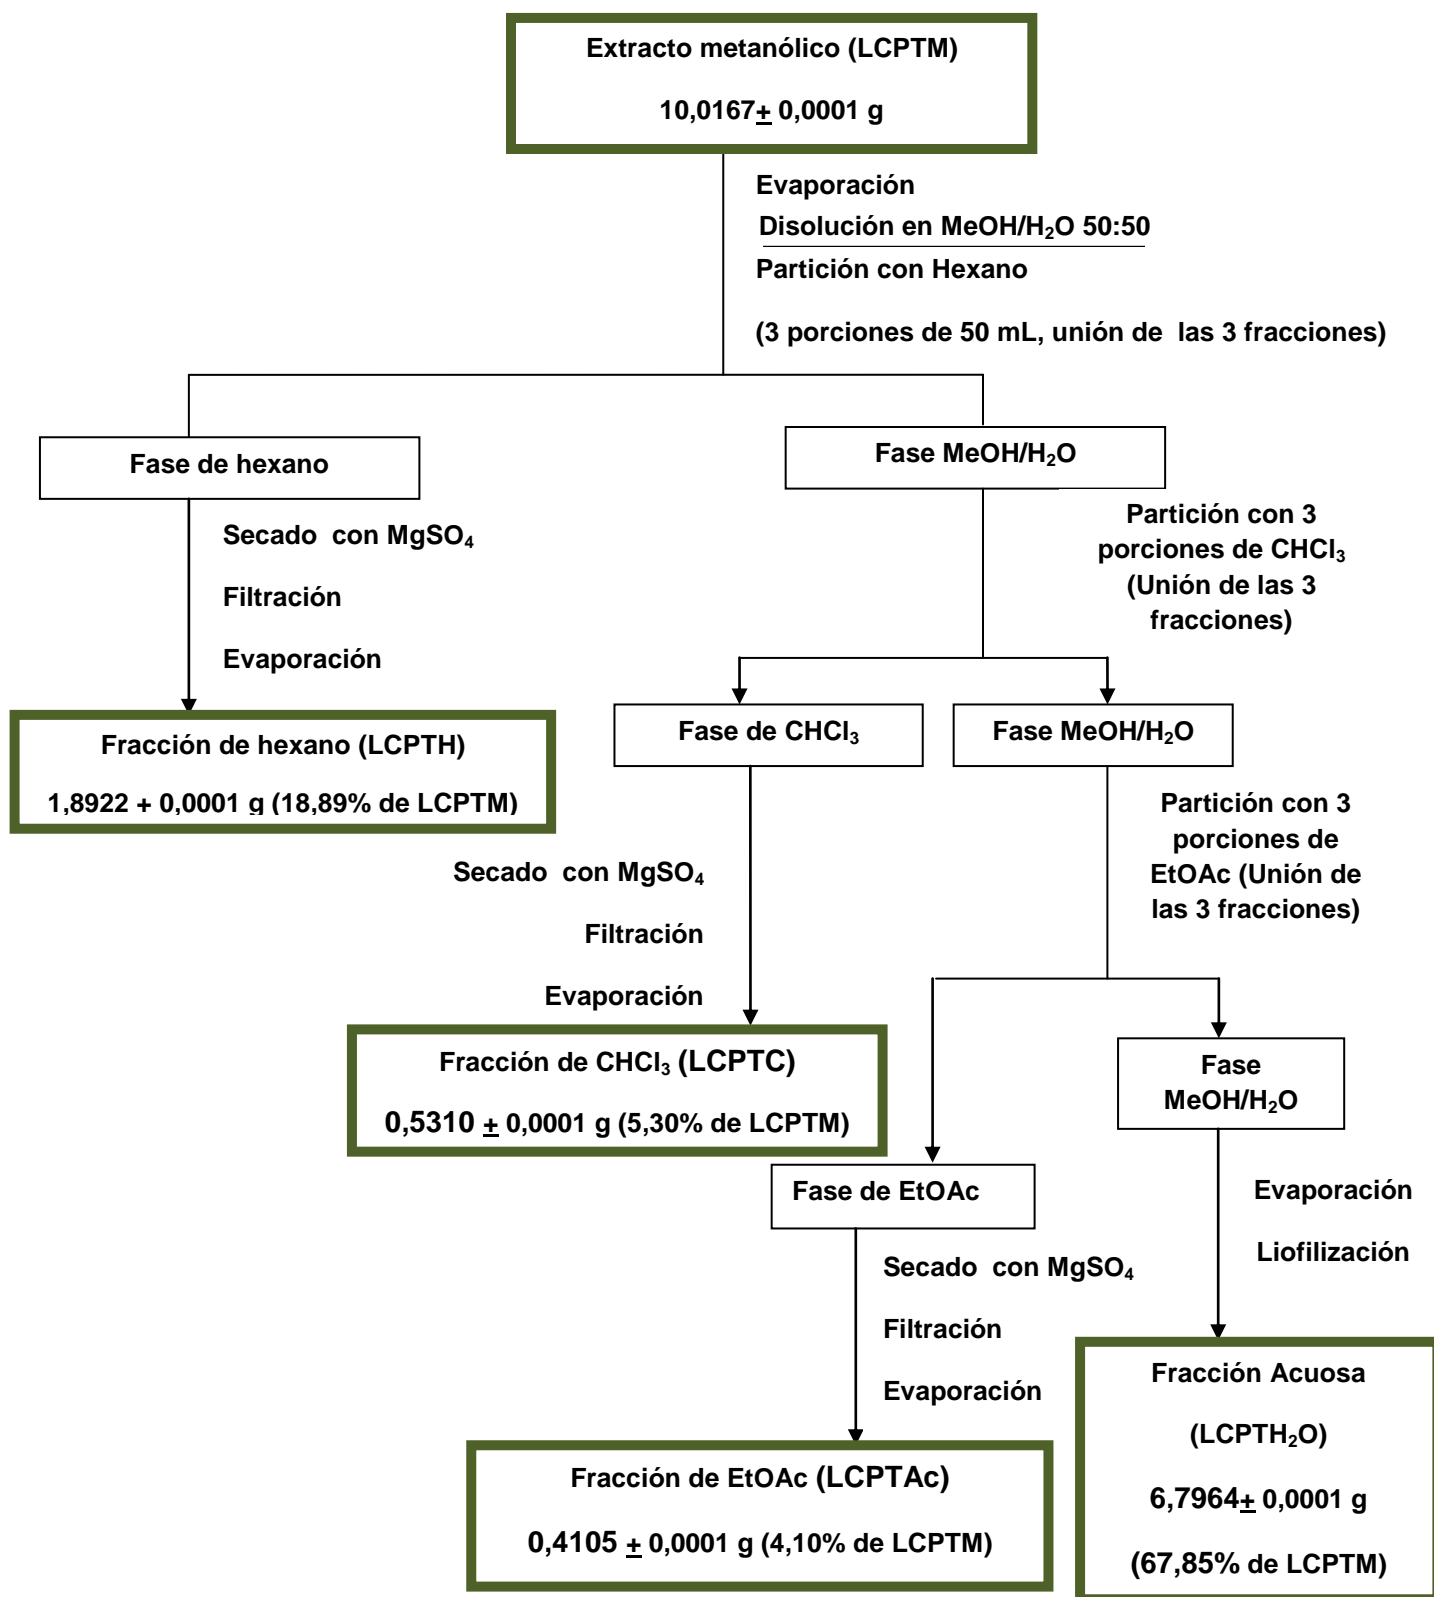 Extracto metanólico (LCPTM)
10,0167± 0,0001 g
Evaporación
Disolución en MeOH/H₂O 50:50
Partición con Hexano
(3 porciones de 50 mL, unión de las 3 fracciones)
Fase de hexano
Fase MeOH/H₂O
Secado con MgSO₄
Filtración
Evaporación
Partición con 3
porciones de CHCl₃
(Unión de las 3
fracciones)
Fracción de hexano (LCPTH)
1,8922 + 0,0001 g (18,89% de LCPTM)
Fase de CHCl₃
Fase MeOH/H₂O
Secado con MgSO₄
Filtración
Evaporación
Partición con 3
porciones de
EtOAc (Unión de
las 3 fracciones)
Fracción de CHCl₃ (LCPTC)
0,5310 ± 0,0001 g (5,30% de LCPTM)
Fase
MeOH/H₂O
Fase de EtOAc
Evaporación
Liofilización
Secado con MgSO₄
Filtración
Evaporación
Fracción Acuosa
(LCPTH₂O)
6,7964± 0,0001 g
(67,85% de LCPTM)
Fracción de EtOAc (LCPTAc)
0,4105 ± 0,0001 g (4,10% de LCPTM)